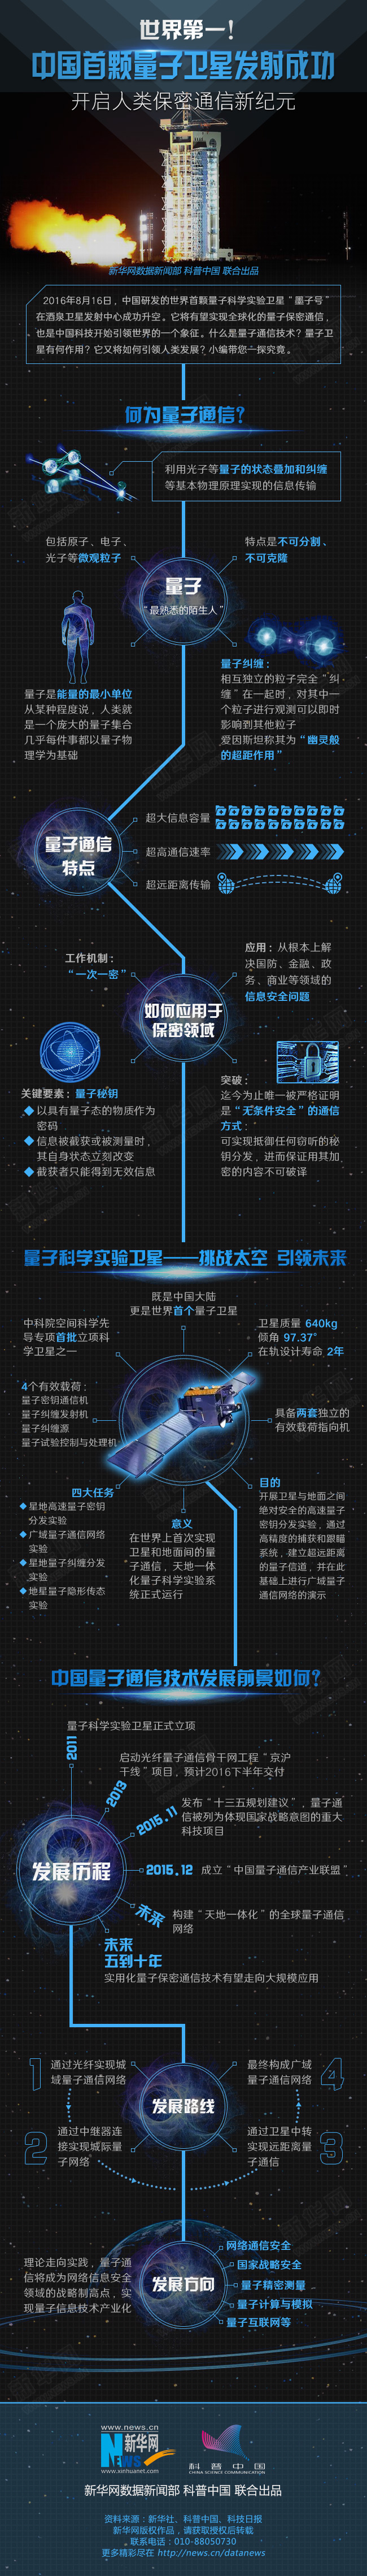 世界第一！
中国首颗量子卫星发射成功
开启人类保密通信新纪元
新华网数据新闻部 科普中国 联合出品
2016年8月16日，中国研发的世界首颗量子科学实验卫星“墨子号”
在酒泉卫星发射中心成功升空。它将有望实现全球化的量子保密通信，
也是中国科技开始引领世界的一个象征。什么是量子通信技术？量子卫
星有何作用？它又将如何引领人类发展？小编带您一探究竟。
何为量子通信？
利用光子等量子的状态叠加和纠缠
等基本物理原理实现的信息传输
包括原子、电子、
光子等微观粒子
特点是不可分割、
不可克隆
量子
“最熟悉的陌生人”
量子是能量的最小单位
从某种程度说，人类就
是一个庞大的量子集合
几乎每件事都以量子物
理学为基础
量子纠缠：
相互独立的粒子完全“纠
缠”在一起时，对其中一
个粒子进行观测可以即时
影响到其他粒子
爱因斯坦称其为“幽灵般
的超距作用”
量子通信
特点
超大信息容量
超高通信速率
超远距离传输
工作机制：
“一次一密”
应用：从根本上解
决国防、金融、政
务、商业等领域的
信息安全问题
如何应用于
保密领域
关键要素：量子秘钥
以具有量子态的物质作为
密码
信息被截获或被测量时，
其自身状态立刻改变
截获者只能得到无效信息
突破：
迄今为止唯一被严格证明
是“无条件安全”的通信
方式；
可实现抵御任何窃听的秘
钥分发，进而保证用其加
密的内容不可破译
量子科学实验卫星——挑战太空 引领未来
既是中国大陆
更是世界首个量子卫星
中科院空间科学先
导专项首批立项科
学卫星之一
卫星质量 640kg
倾角 97.37°
在轨设计寿命 2年
4个有效载荷：
量子密钥通信机
量子纠缠发射机
量子纠缠源
量子试验控制与处理机
具备两套独立的
有效载荷指向机
四大任务
星地高速量子密钥
分发实验
广域量子通信网络
实验
星地量子纠缠分发
实验
地星量子隐形传态
实验
意义
在世界上首次实现
卫星和地面间的量
子通信，天地一体
化量子科学实验系
统正式运行
目的
开展卫星与地面之间
绝对安全的高速量子
密钥分发实验，通过
高精度的捕获和跟瞄
系统，建立超远距离
的量子信道，并在此
基础上进行广域量子
通信网络的演示
中国量子通信技术发展前景如何？
量子科学实验卫星正式立项
2011
启动光纤量子通信骨干网工程“京沪
干线”项目，预计2016下半年交付
2013
发布“十三五规划建议”，量子通
信被列为体现国家战略意图的重大
科技项目
2015.11
发展历程
2015.12 成立“中国量子通信产业联盟”
未来
构建“天地一体化”的全球量子通信
网络
未来
五到十年
实用化量子保密通信技术有望走向大规模应用
1
通过光纤实现城
域量子通信网络
最终构成广域
量子通信网络
4
发展路线
2
通过中继器连
接实现城际量
子网络
通过卫星中转
实现远距离量
子通信
3
理论走向实践，量子通
信将成为网络信息安全
领域的战略制高点，实
现量子信息技术产业化
发展方向
网络通信安全
国家战略安全
量子精密测量
量子计算与模拟
量子互联网等
www.news.cn
NEWS 新华网
www.xinhuanet.com
科普中国
CHINA SCIENCE COMMUNICATION
新华网数据新闻部 科普中国 联合出品
资料来源：新华社、科普中国、科技日报
新华网版权作品，请获取授权后转载
联系电话：010-88050730
更多精彩尽在 http://news.cn/datanews